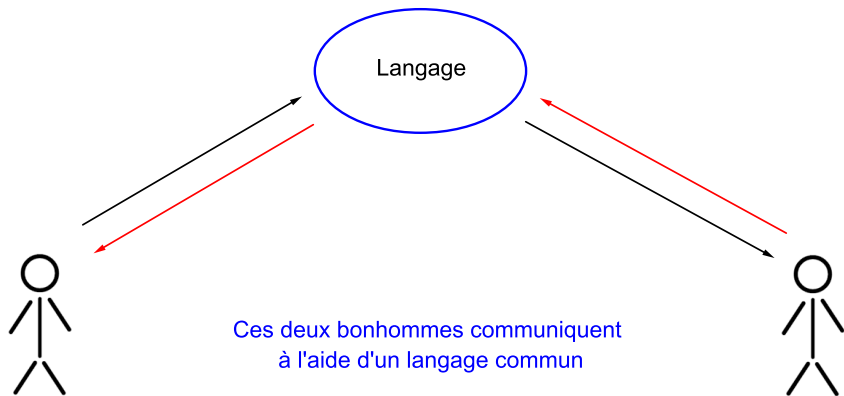 Langage
Ces deux bonhommes communiquent
à l'aide d'un langage commun